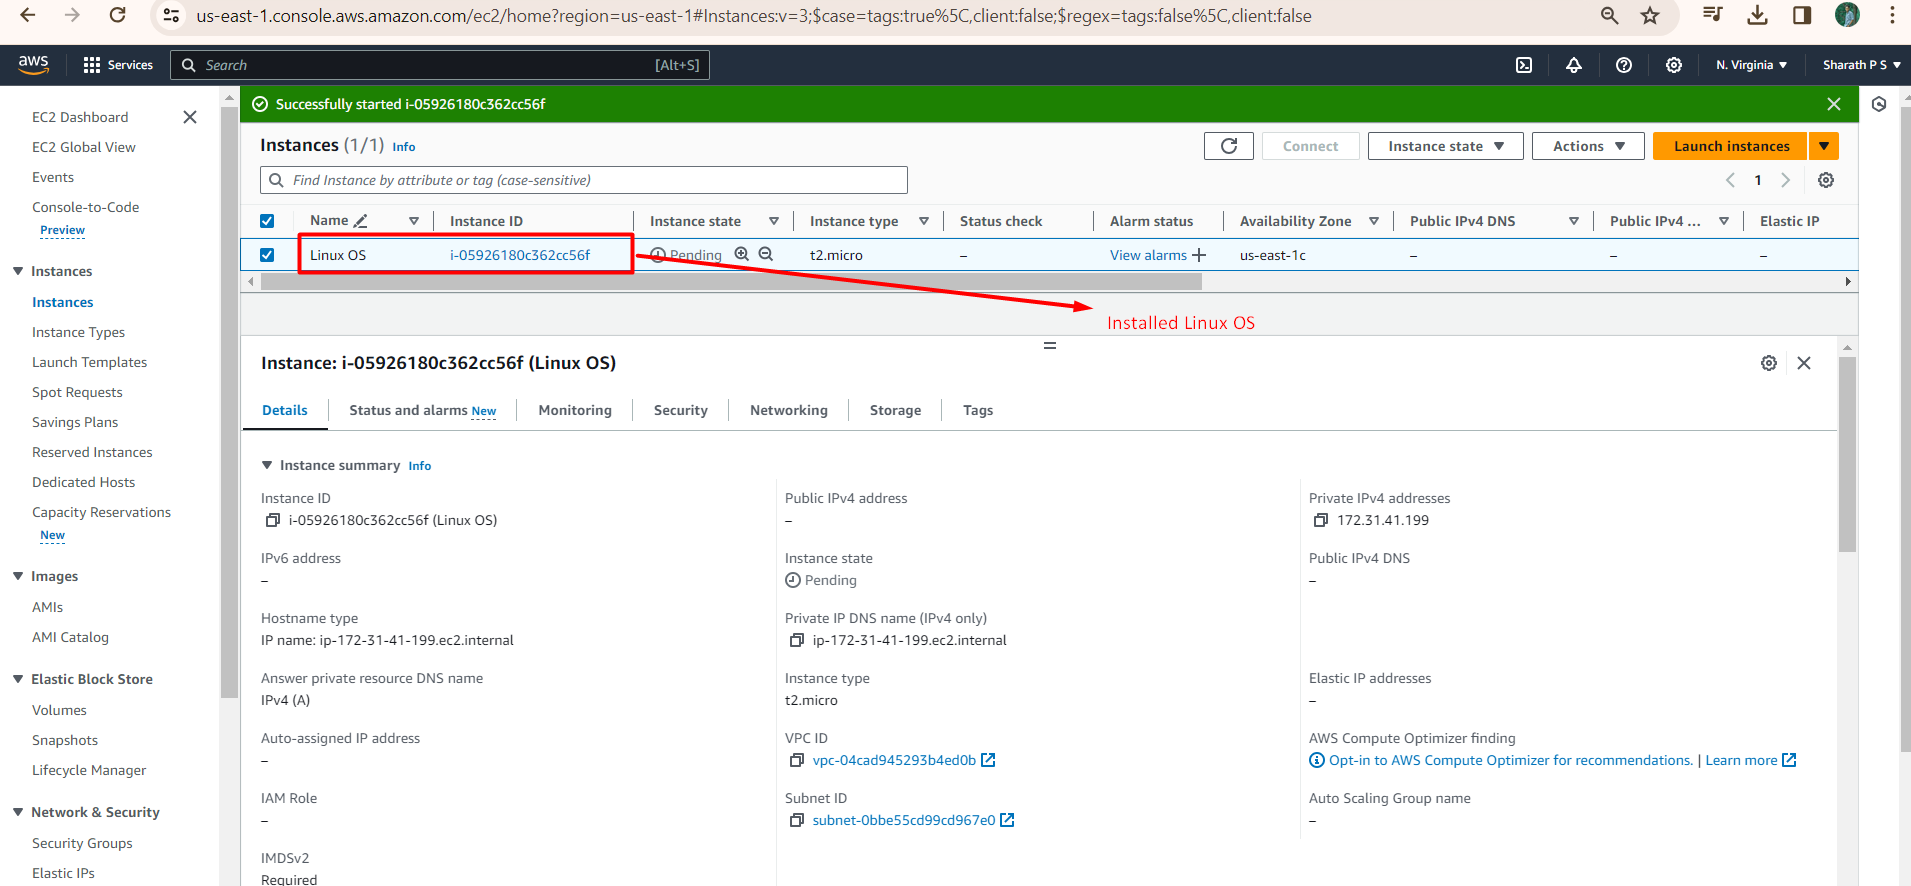 us-east-1.console.aws.amazon.com/ec2/home?region=us-east-1#Instances:v=3;$case=tags:true%5C,client:false;$regex=tags:false%5C,client:false
aws Services Search [Alt+S] N. Virginia Sharath P S
Successfully started i-05926180c362cc56f
EC2 Dashboard
EC2 Global View
Events
Console-to-Code
Preview
Instances
Instances
Instance Types
Launch Templates
Spot Requests
Savings Plans
Reserved Instances
Dedicated Hosts
Capacity Reservations
New
Images
AMIs
AMI Catalog
Elastic Block Store
Volumes
Snapshots
Lifecycle Manager
Network & Security
Security Groups
Elastic IPs
Instances (1/1) Info
Connect Instance state Actions Launch instances
Find Instance by attribute or tag (case-sensitive)
1
Name Instance ID Instance state Instance type Status check Alarm status Availability Zone Public IPv4 DNS Public IPv4 ... Elastic IP
Linux OS i-05926180c362cc56f Pending t2.micro – View alarms + us-east-1c – – –
Installed Linux OS
Instance: i-05926180c362cc56f (Linux OS)
Details Status and alarms New Monitoring Security Networking Storage Tags
Instance summary Info
Instance ID
i-05926180c362cc56f (Linux OS)
Public IPv4 address
–
Private IPv4 addresses
172.31.41.199
IPv6 address
–
Instance state
Pending
Public IPv4 DNS
–
Hostname type
IP name: ip-172-31-41-199.ec2.internal
Private IP DNS name (IPv4 only)
ip-172-31-41-199.ec2.internal
Answer private resource DNS name
IPv4 (A)
Instance type
t2.micro
Elastic IP addresses
–
Auto-assigned IP address
–
VPC ID
vpc-04cad945293b4ed0b
AWS Compute Optimizer finding
Opt-in to AWS Compute Optimizer for recommendations. | Learn more
IAM Role
–
Subnet ID
subnet-0bbe55cd99cd967e0
Auto Scaling Group name
–
IMDSv2
Required